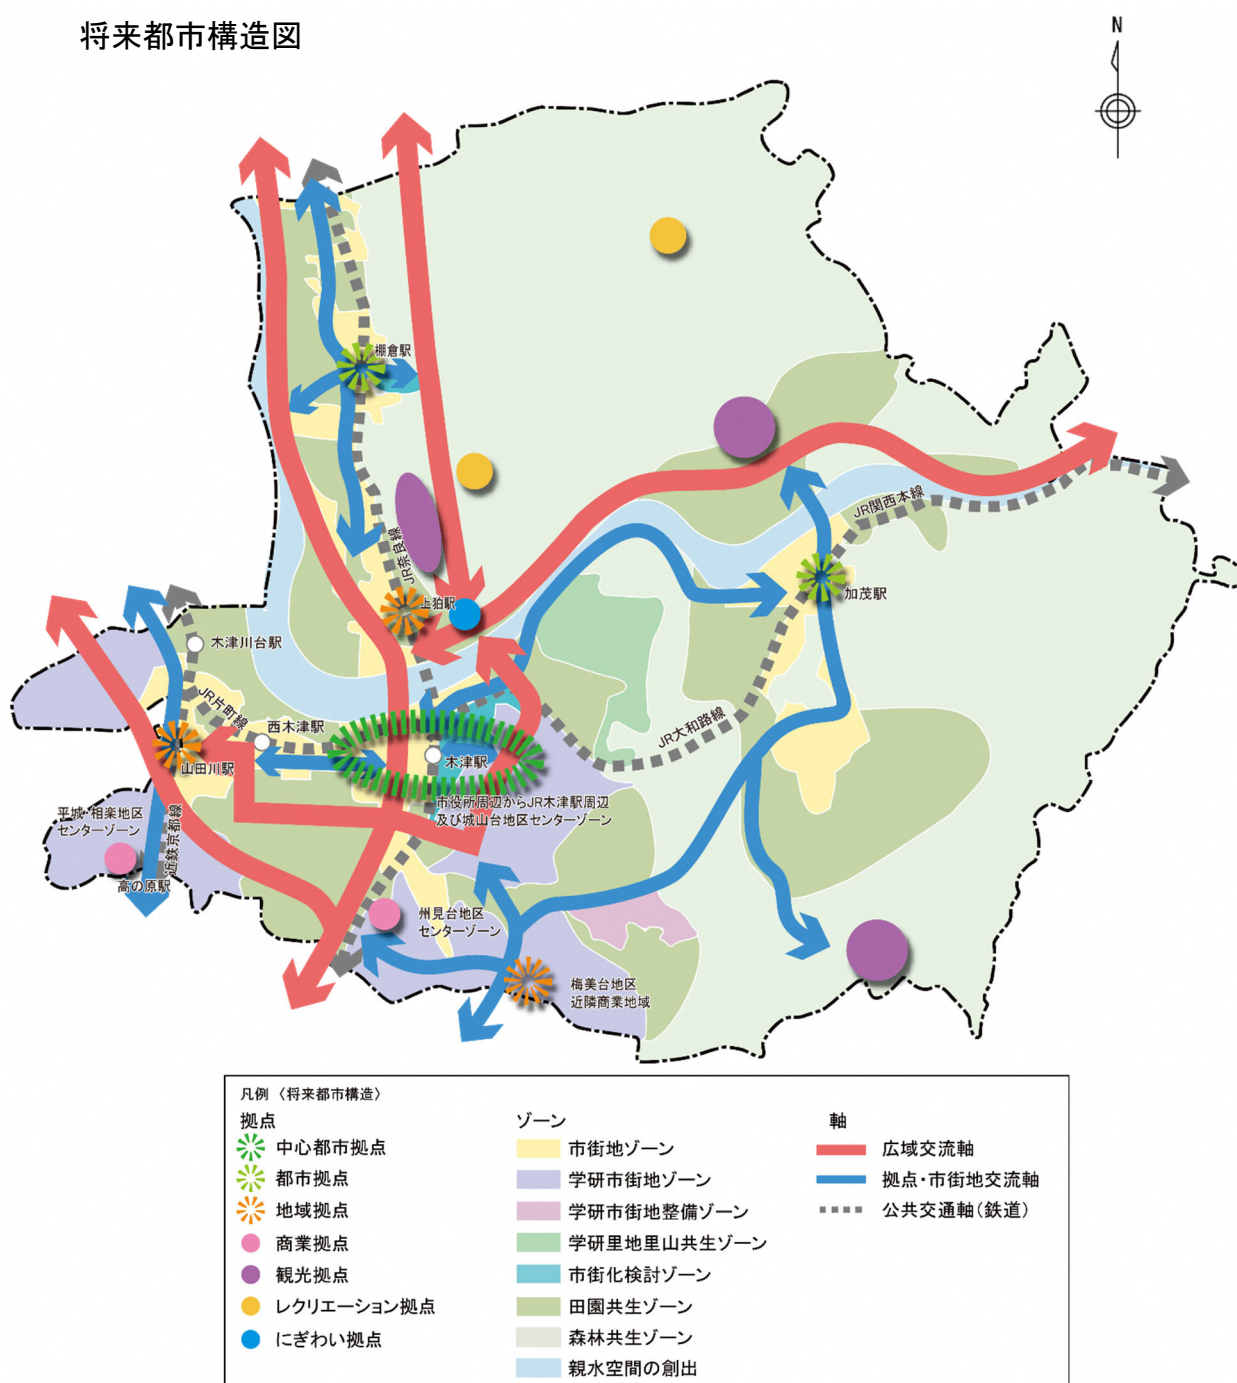 将来都市構造図
N
棚倉駅
JR奈良線
上狛駅
JR関西本線
加茂駅
木津川台駅
JR片町線
西木津駅
JR大和路線
山田川駅
木津駅
市役所周辺からJR木津駅周辺
及び城山台地区センターゾーン
平城・相楽地区
センターゾーン
近鉄京都線
高の原駅
州見台地区
センターゾーン
梅美台地区
近隣商業地域
凡例〈将来都市構造〉
拠点
中心都市拠点
都市拠点
地域拠点
商業拠点
観光拠点
レクリエーション拠点
にぎわい拠点
ゾーン
市街地ゾーン
学研市街地ゾーン
学研市街地整備ゾーン
学研里地里山共生ゾーン
市街化検討ゾーン
田園共生ゾーン
森林共生ゾーン
親水空間の創出
軸
広域交流軸
拠点・市街地交流軸
公共交通軸（鉄道）